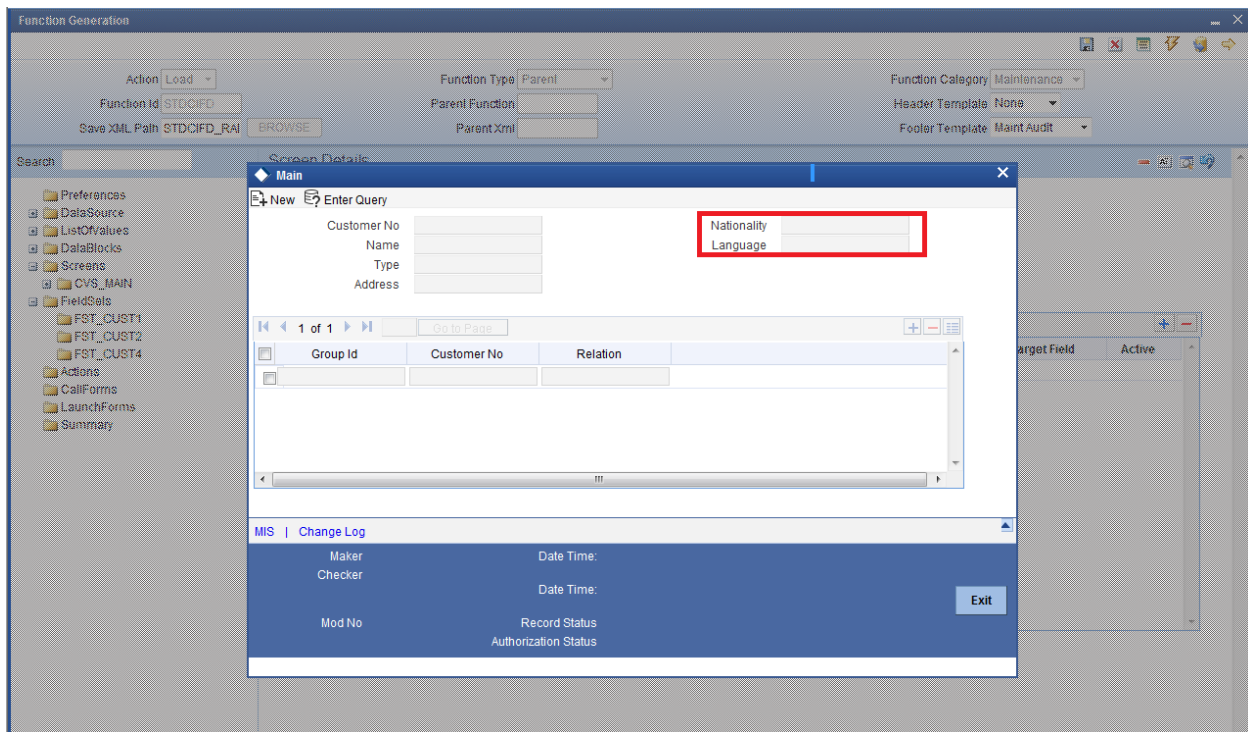 Function Generation
Action Load Function Type Parent Function Category Maintenance
Function Id STDCIFD Parent Function Header Template None
Save XML Path STDCIFD_RAI BROWSE Parent Xml Footer Template Maint Audit
Search Screen Details
Main
New Enter Query
Customer No Nationality
Name Language
Type
Address
Preferences
DataSource
ListOfValues
DataBlocks
Screens
CVS_MAIN
FieldSets
FST_CUST1
FST_CUST2
FST_CUST4
Actions
CallForms
LaunchForms
Summary
1 of 1 Go to Page
Group Id Customer No Relation
arget Field Active
MIS | Change Log
Maker Date Time:
Checker
Date Time:
Exit
Mod No Record Status
Authorization Status